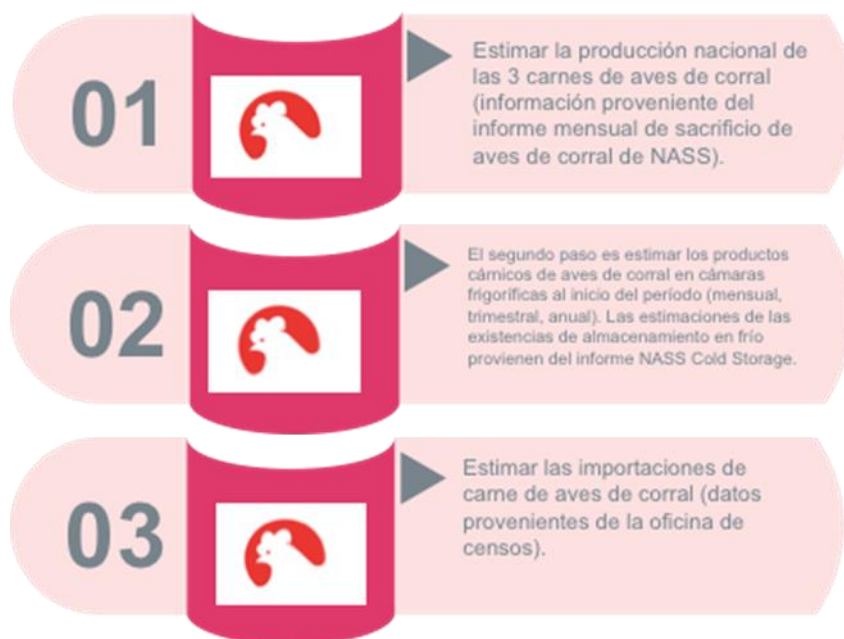 01
Estimar la producción nacional de
las 3 carnes de aves de corral
(información proveniente del
informe mensual de sacrificio de
aves de corral de NASS).
02
El segundo paso es estimar los productos
cárnicos de aves de corral en cámaras
frigoríficas al inicio del período (mensual,
trimestral, anual). Las estimaciones de las
existencias de almacenamiento en frío
provienen del informe NASS Cold Storage.
03
Estimar las importaciones de
carne de aves de corral (datos
provenientes de la oficina de
censos).